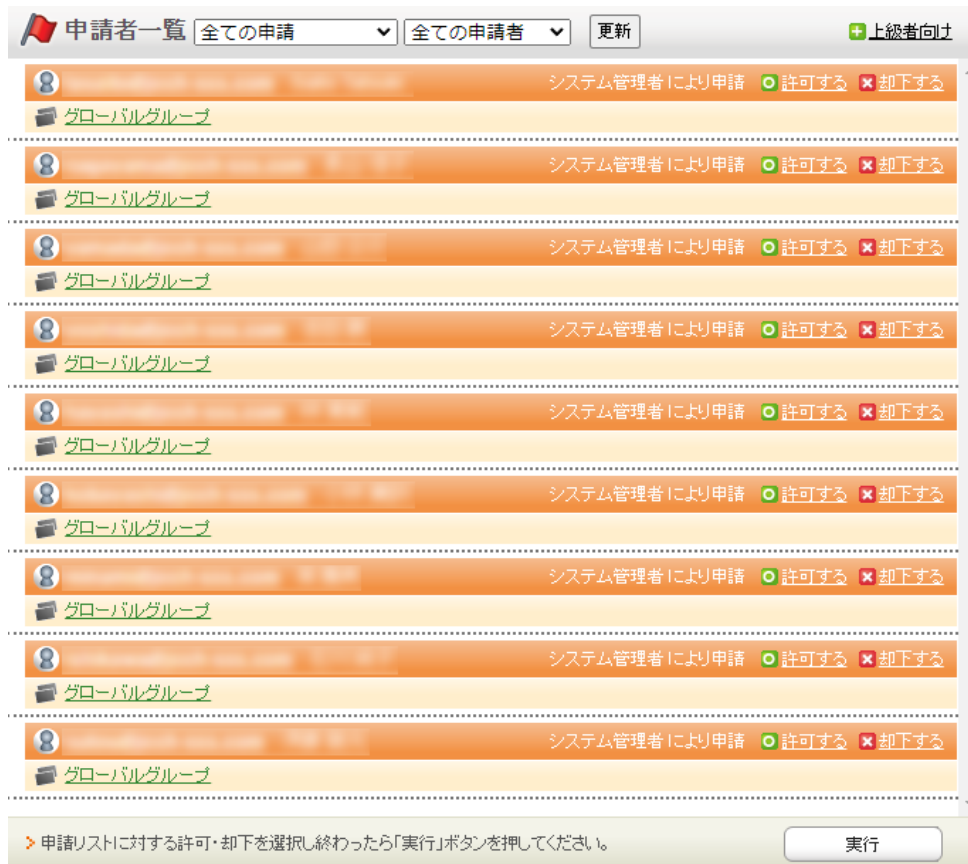 申請者一覧 全ての申請 全ての申請者 更新 上級者向け
システム管理者により申請 許可する 却下する
グローバルグループ
システム管理者により申請 許可する 却下する
グローバルグループ
システム管理者により申請 許可する 却下する
グローバルグループ
システム管理者により申請 許可する 却下する
グローバルグループ
システム管理者により申請 許可する 却下する
グローバルグループ
システム管理者により申請 許可する 却下する
グローバルグループ
システム管理者により申請 許可する 却下する
グローバルグループ
システム管理者により申請 許可する 却下する
グローバルグループ
システム管理者により申請 許可する 却下する
グローバルグループ
申請リストに対する許可・却下を選択し終わったら「実行」ボタンを押してください。 実行